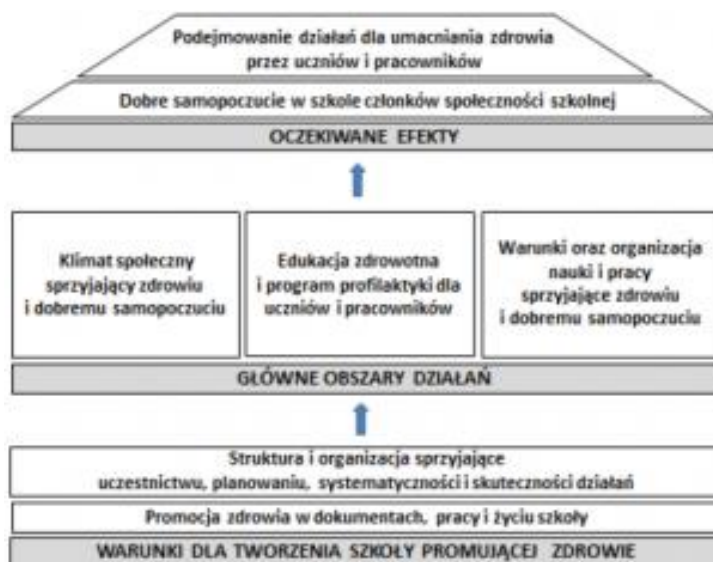 Podejmowanie działań dla umacniania zdrowia
przez uczniów i pracowników
Dobre samopoczucie w szkole członków społeczności szkolnej
OCZEKIWANE EFEKTY
Klimat społeczny
sprzyjający zdrowiu
i dobremu samopoczuciu
Edukacja zdrowotna
i program profilaktyki dla
uczniów i pracowników
Warunki oraz organizacja
nauki i pracy
sprzyjające zdrowiu
i dobremu samopoczuciu
GŁÓWNE OBSZARY DZIAŁAŃ
Struktura i organizacja sprzyjające
uczestnictwu, planowaniu, systematyczności i skuteczności działań
Promocja zdrowia w dokumentach, pracy i życiu szkoły
WARUNKI DLA TWORZENIA SZKOŁY PROMUJĄCEJ ZDROWIE